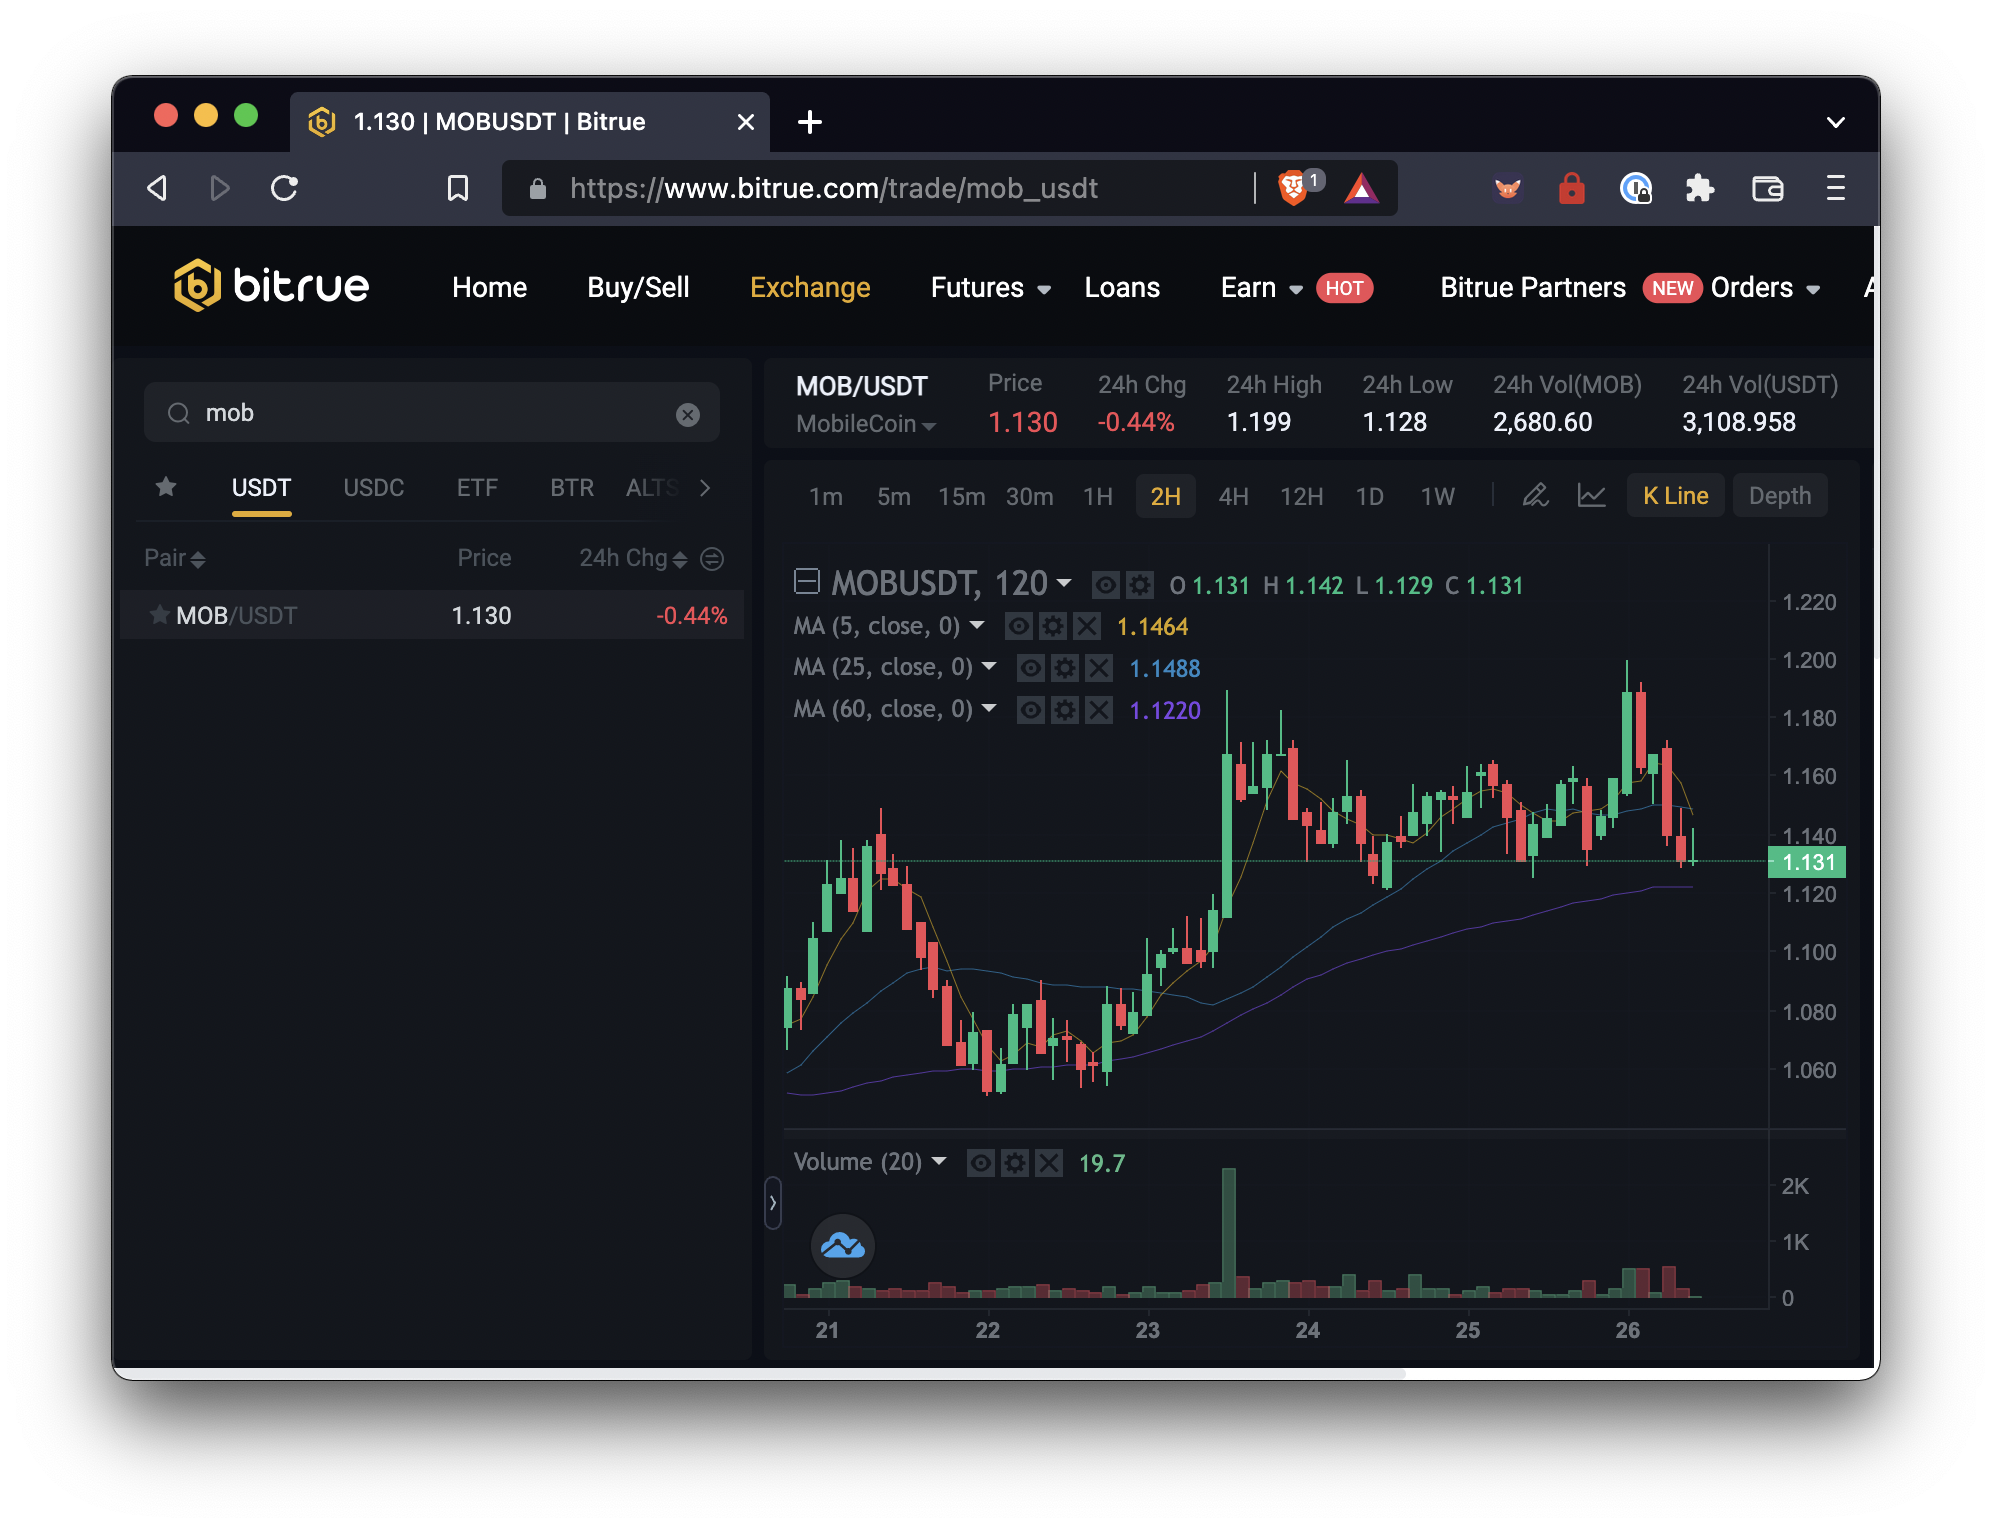 1.130 | MOBUSDT | Bitrue
https://www.bitrue.com/trade/mob_usdt 1
bitrue Home Buy/Sell Exchange Futures Loans Earn HOT Bitrue Partners NEW Orders A
mob
USDT USDC ETF BTR ALTS
Pair Price 24h Chg
MOB/USDT 1.130 -0.44%
MOB/USDT Price 24h Chg 24h High 24h Low 24h Vol(MOB) 24h Vol(USDT)
MobileCoin 1.130 -0.44% 1.199 1.128 2,680.60 3,108.958
1m 5m 15m 30m 1H 2H 4H 12H 1D 1W K Line Depth
MOBUSDT, 120 O 1.131 H 1.142 L 1.129 C 1.131
MA (5, close, 0) 1.1464
MA (25, close, 0) 1.1488
MA (60, close, 0) 1.1220
1.220
1.200
1.180
1.160
1.140
1.131
1.120
1.100
1.080
1.060
Volume (20) 19.7
2K
1K
0
21 22 23 24 25 26